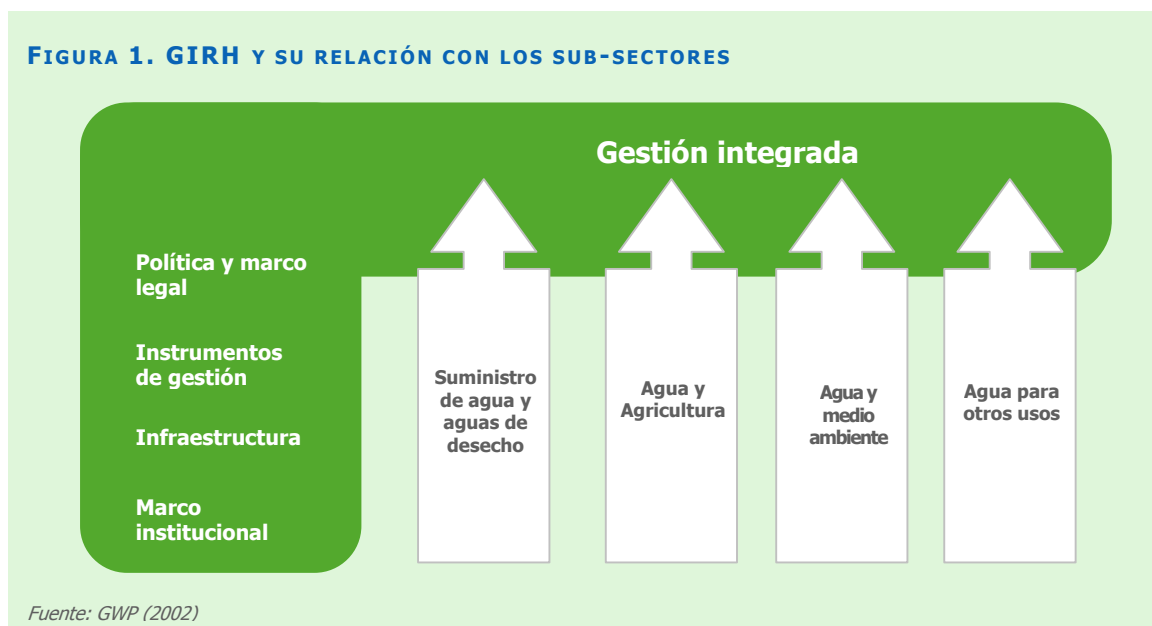 FIGURA 1. GIRH Y SU RELACIÓN CON LOS SUB-SECTORES
Gestión integrada
Política y marco
legal
Instrumentos
de gestión
Infraestructura
Marco
institucional
Suministro
de agua y
aguas de
desecho
Agua y
Agricultura
Agua y
medio
ambiente
Agua para
otros usos
Fuente: GWP (2002)